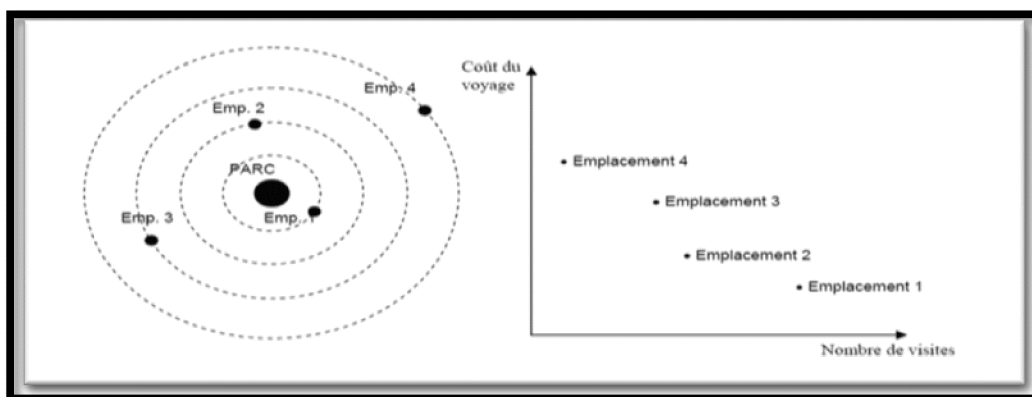 Emp. 4
Emp. 2
PARC
Emp. 1
Emp. 3
Coût du
voyage
Emplacement 4
Emplacement 3
Emplacement 2
Emplacement 1
Nombre de visites